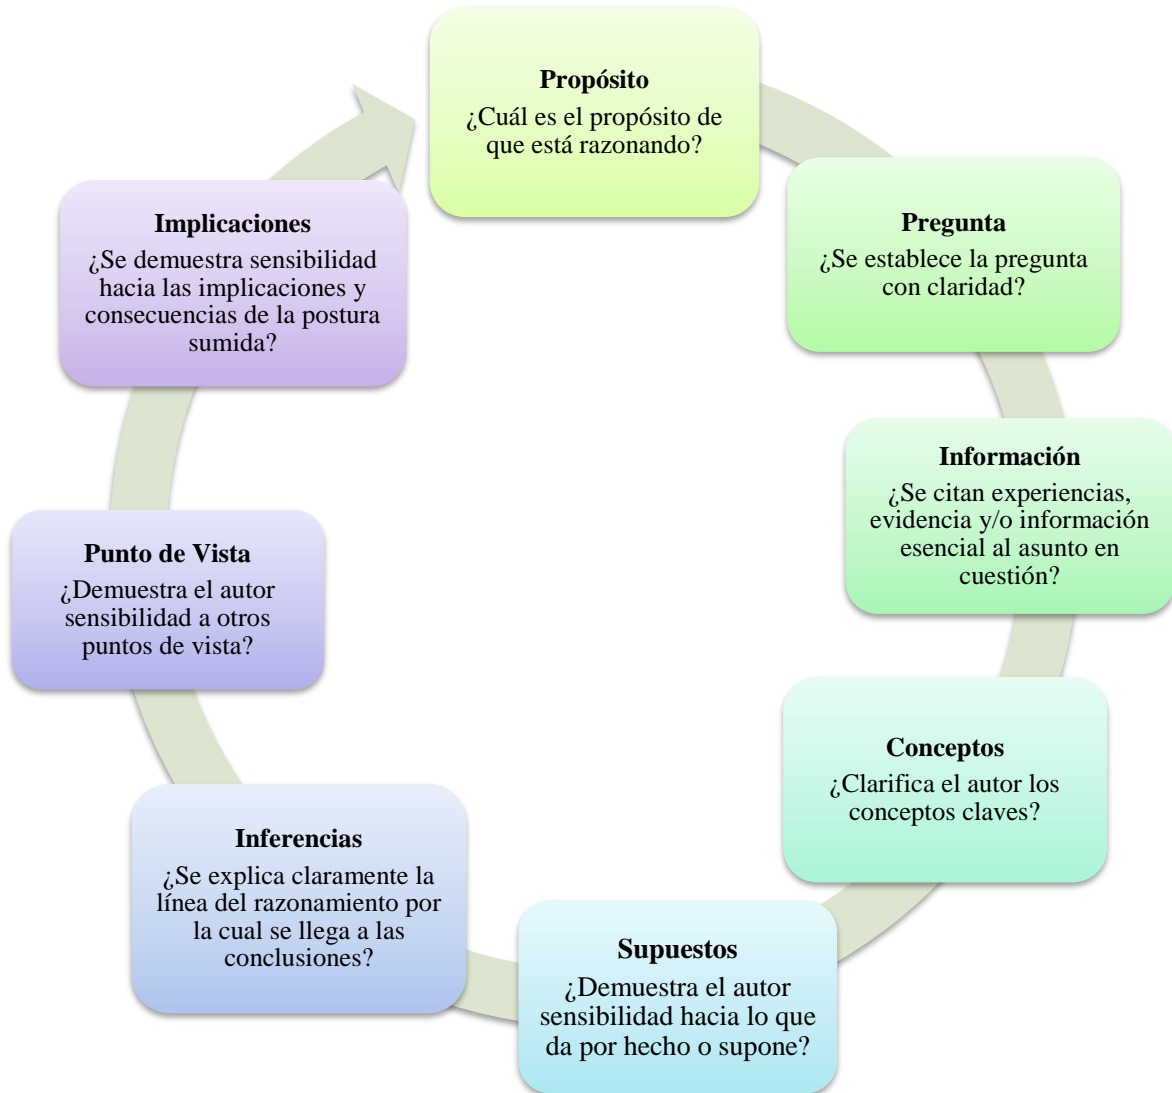 Propósito
¿Cuál es el propósito de
que está razonando?
Pregunta
¿Se establece la pregunta
con claridad?
Información
¿Se citan experiencias,
evidencia y/o información
esencial al asunto en
cuestión?
Conceptos
¿Clarifica el autor los
conceptos claves?
Supuestos
¿Demuestra el autor
sensibilidad hacia lo que
da por hecho o supone?
Inferencias
¿Se explica claramente la
línea del razonamiento por
la cual se llega a las
conclusiones?
Punto de Vista
¿Demuestra el autor
sensibilidad a otros
puntos de vista?
Implicaciones
¿Se demuestra sensibilidad
hacia las implicaciones y
consecuencias de la postura
sumida?